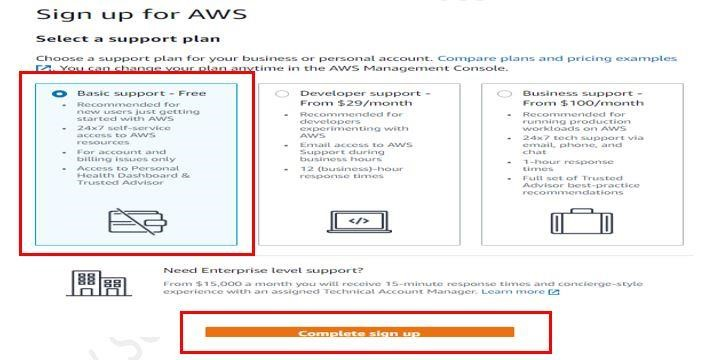 Sign up for AWS
Select a support plan
Choose a support plan for your business or personal account. Compare plans and pricing examples
. You can change your plan anytime in the AWS Management Console.
Basic support - Free
• Recommended for
new users just getting
started with AWS
• 24x7 self-service
access to AWS
resources
• For account and
billing issues only
• Access to Personal
Health Dashboard &
Trusted Advisor
Developer support -
From $29/month
• Recommended for
developers
experimenting with
AWS
• Email access to AWS
Support during
business hours
• 12 (business)-hour
response times
Business support -
From $100/month
• Recommended for
running production
workloads on AWS
• 24x7 tech support via
email, phone, and
chat
• 1-hour response
times
• Full set of Trusted
Advisor best-practice
recommendations
</>
Need Enterprise level support?
From $15,000 a month you will receive 15-minute response times and concierge-style
experience with an assigned Technical Account Manager. Learn more
Complete sign up